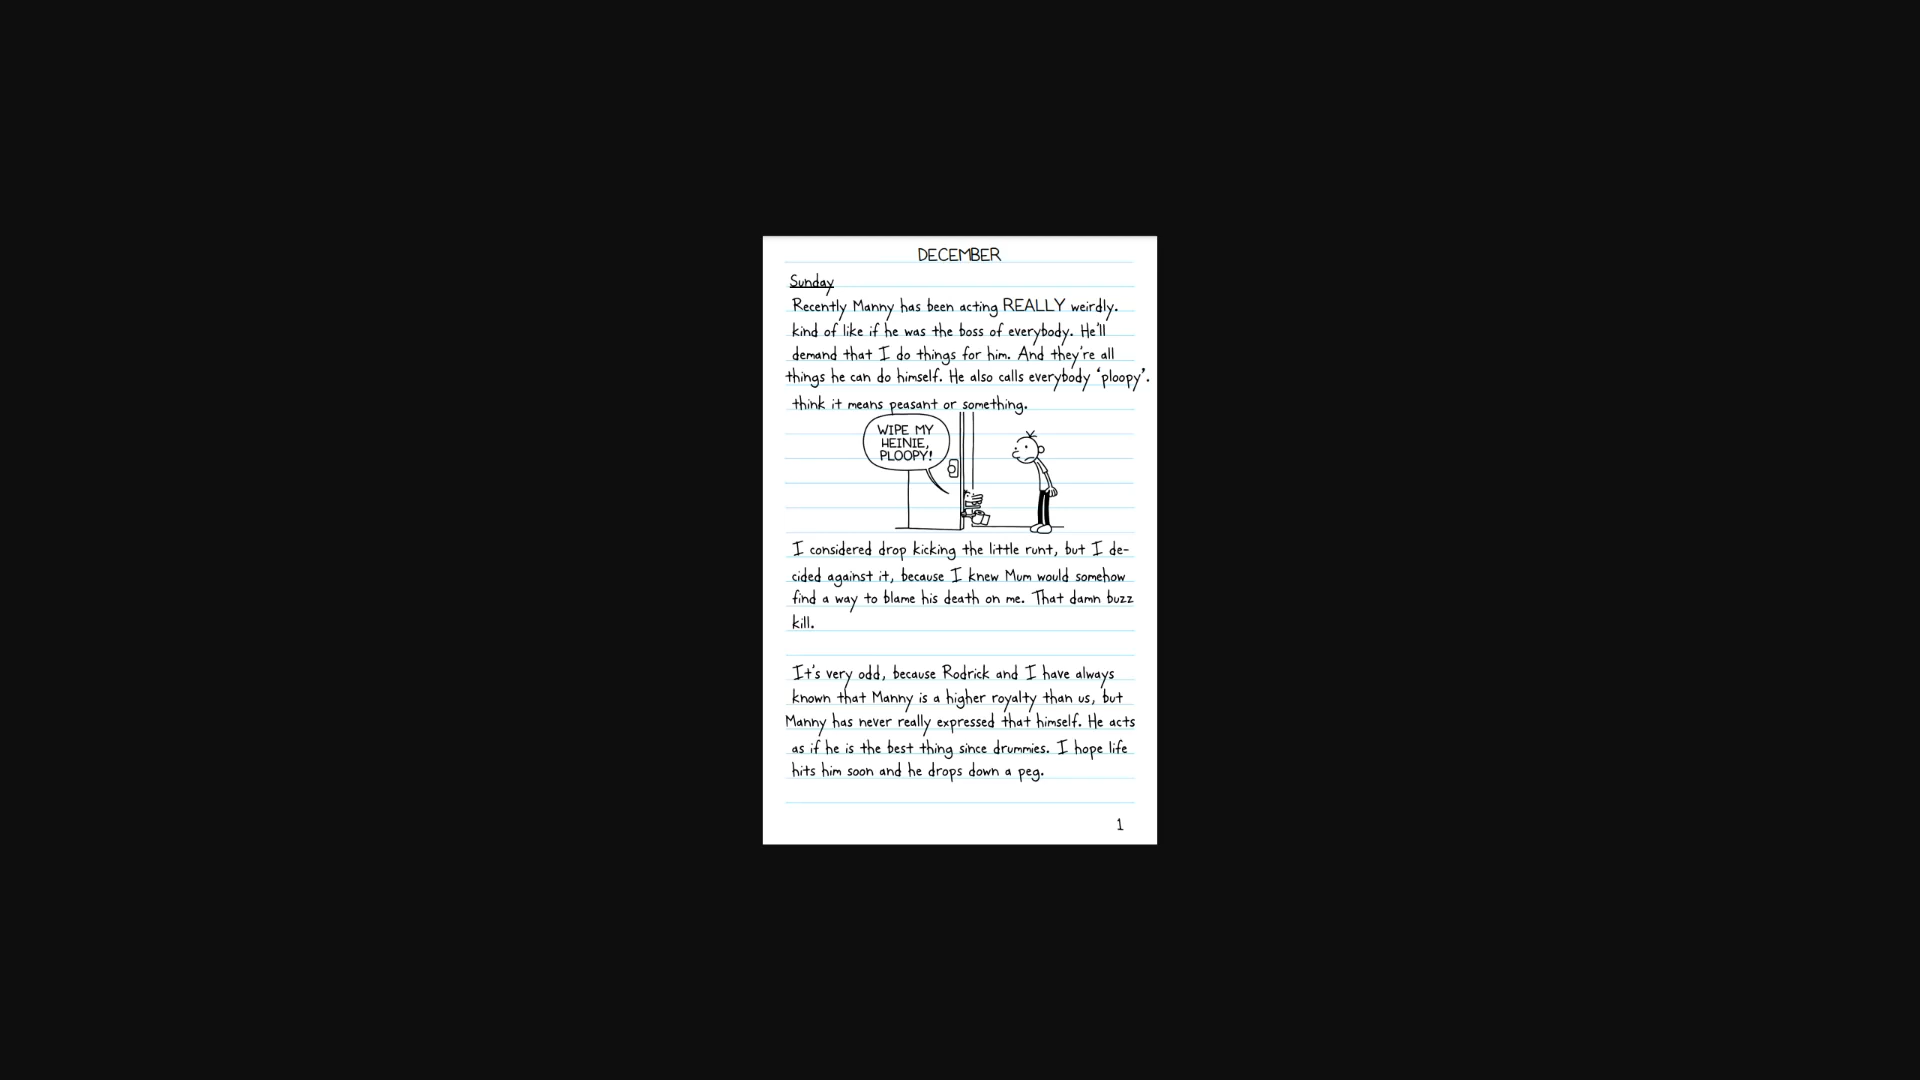 DECEMBER
Sunday
Recently Manny has been acting REALLY weirdly.
kind of like if he was the boss of everybody. He'll
demand that I do things for him. And they're all
things he can do himself. He also calls everybody 'ploopy'.
think it means peasant or something.
WIPE MY
HEINIE,
PLOOPY!
I considered drop kicking the little runt, but I de-
cided against it, because I knew Mum would somehow
find a way to blame his death on me. That damn buzz
kill.
It's very odd, because Rodrick and I have always
known that Manny is a higher royalty than us, but
Manny has never really expressed that himself. He acts
as if he is the best thing since drummies. I hope life
hits him soon and he drops down a peg.
1